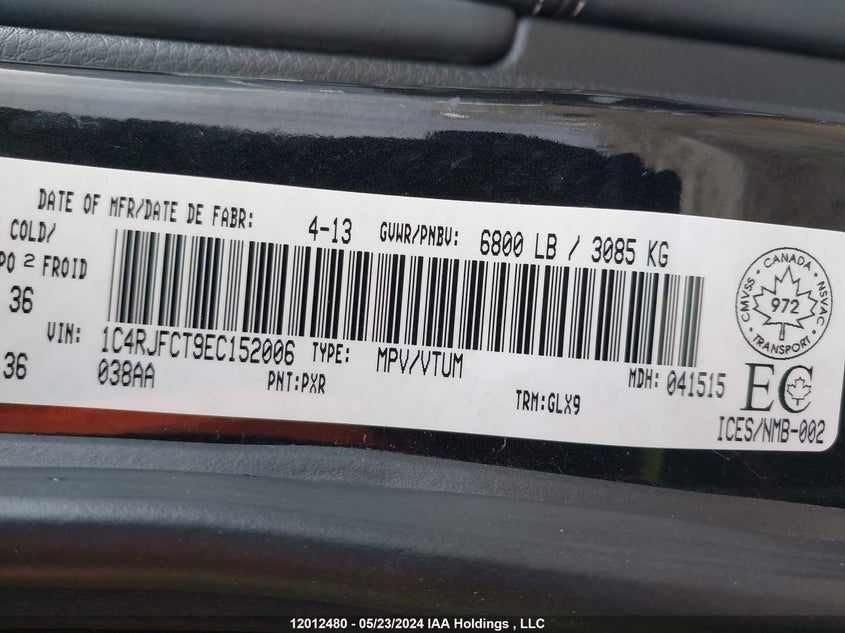 DATE OF MFR/DATE DE FABR: 4-13 GVWR/PNBV: 6800 LB / 3085 KG
COLD/
2 FROID
36
VIN: 1C4RJFCT9EC152006 TYPE: MPV/VTUM MDH: 041515
36
038AA PNT:PXR TRM:GLX9
CANADA
CMVSS NSVAC
972
TRANSPORT
EC
ICES/NMB-002
12012480 - 05/23/2024 IAA Holdings , LLC